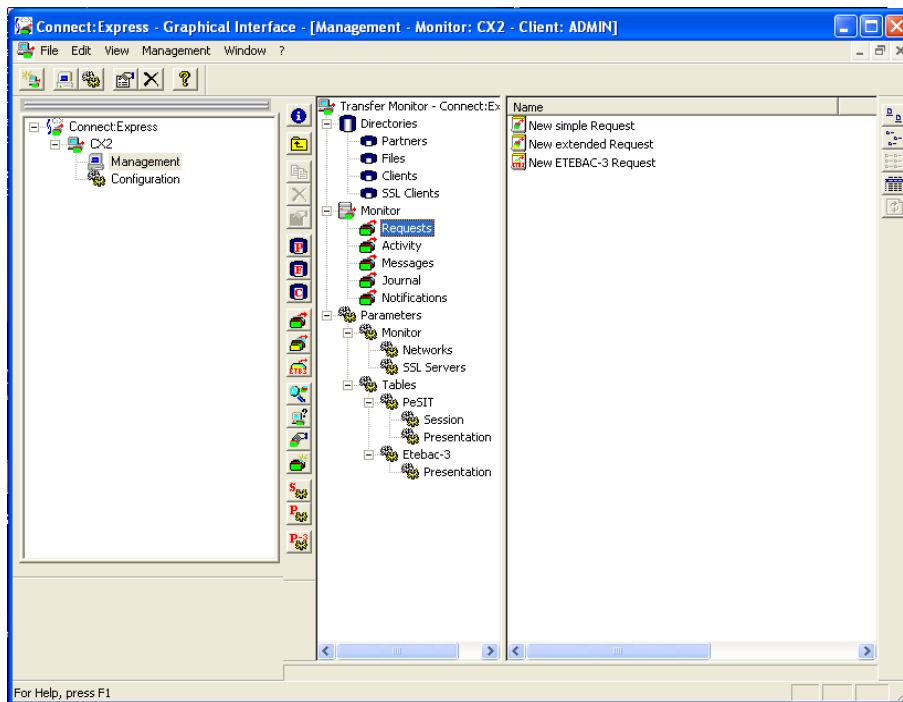 Connect:Express - Graphical Interface - [Management - Monitor: CX2 - Client: ADMIN]
File Edit View Management Window ?
Connect:Express
CX2
Management
Configuration
P
F
C
ETB3
S
P
P-3
Transfer Monitor - Connect:Ex
Directories
Partners
Files
Clients
SSL Clients
Monitor
Requests
Activity
Messages
Journal
Notifications
Parameters
Monitor
Networks
SSL Servers
Tables
PeSIT
Session
Presentation
Etebac-3
Presentation
Name
New simple Request
New extended Request
New ETEBAC-3 Request
For Help, press F1